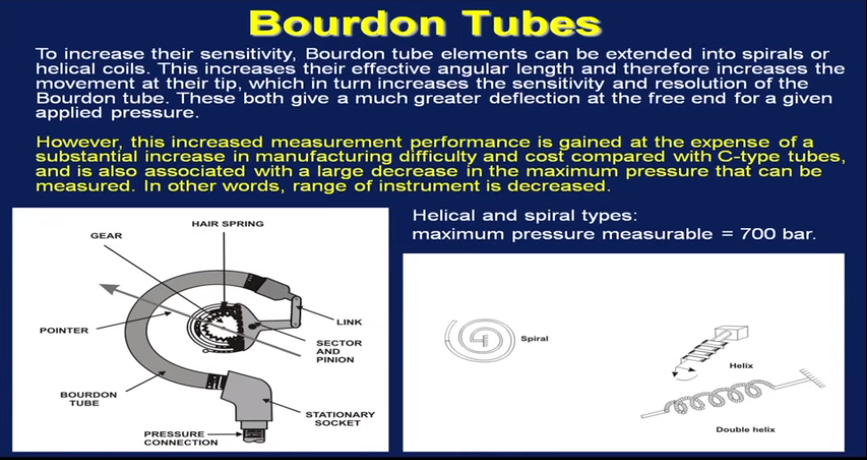 Bourdon Tubes
To increase their sensitivity, Bourdon tube elements can be extended into spirals or
helical coils. This increases their effective angular length and therefore increases the
movement at their tip, which in turn increases the sensitivity and resolution of the
Bourdon tube. These both give a much greater deflection at the free end for a given
applied pressure.
However, this increased measurement performance is gained at the expense of a
substantial increase in manufacturing difficulty and cost compared with C-type tubes,
and is also associated with a large decrease in the maximum pressure that can be
measured. In other words, range of instrument is decreased.
HAIR SPRING
GEAR
POINTER
LINK
SECTOR
AND
PINION
BOURDON
TUBE
STATIONARY
SOCKET
PRESSURE
CONNECTION
Helical and spiral types:
maximum pressure measurable = 700 bar.
Spiral
Helix
Double helix